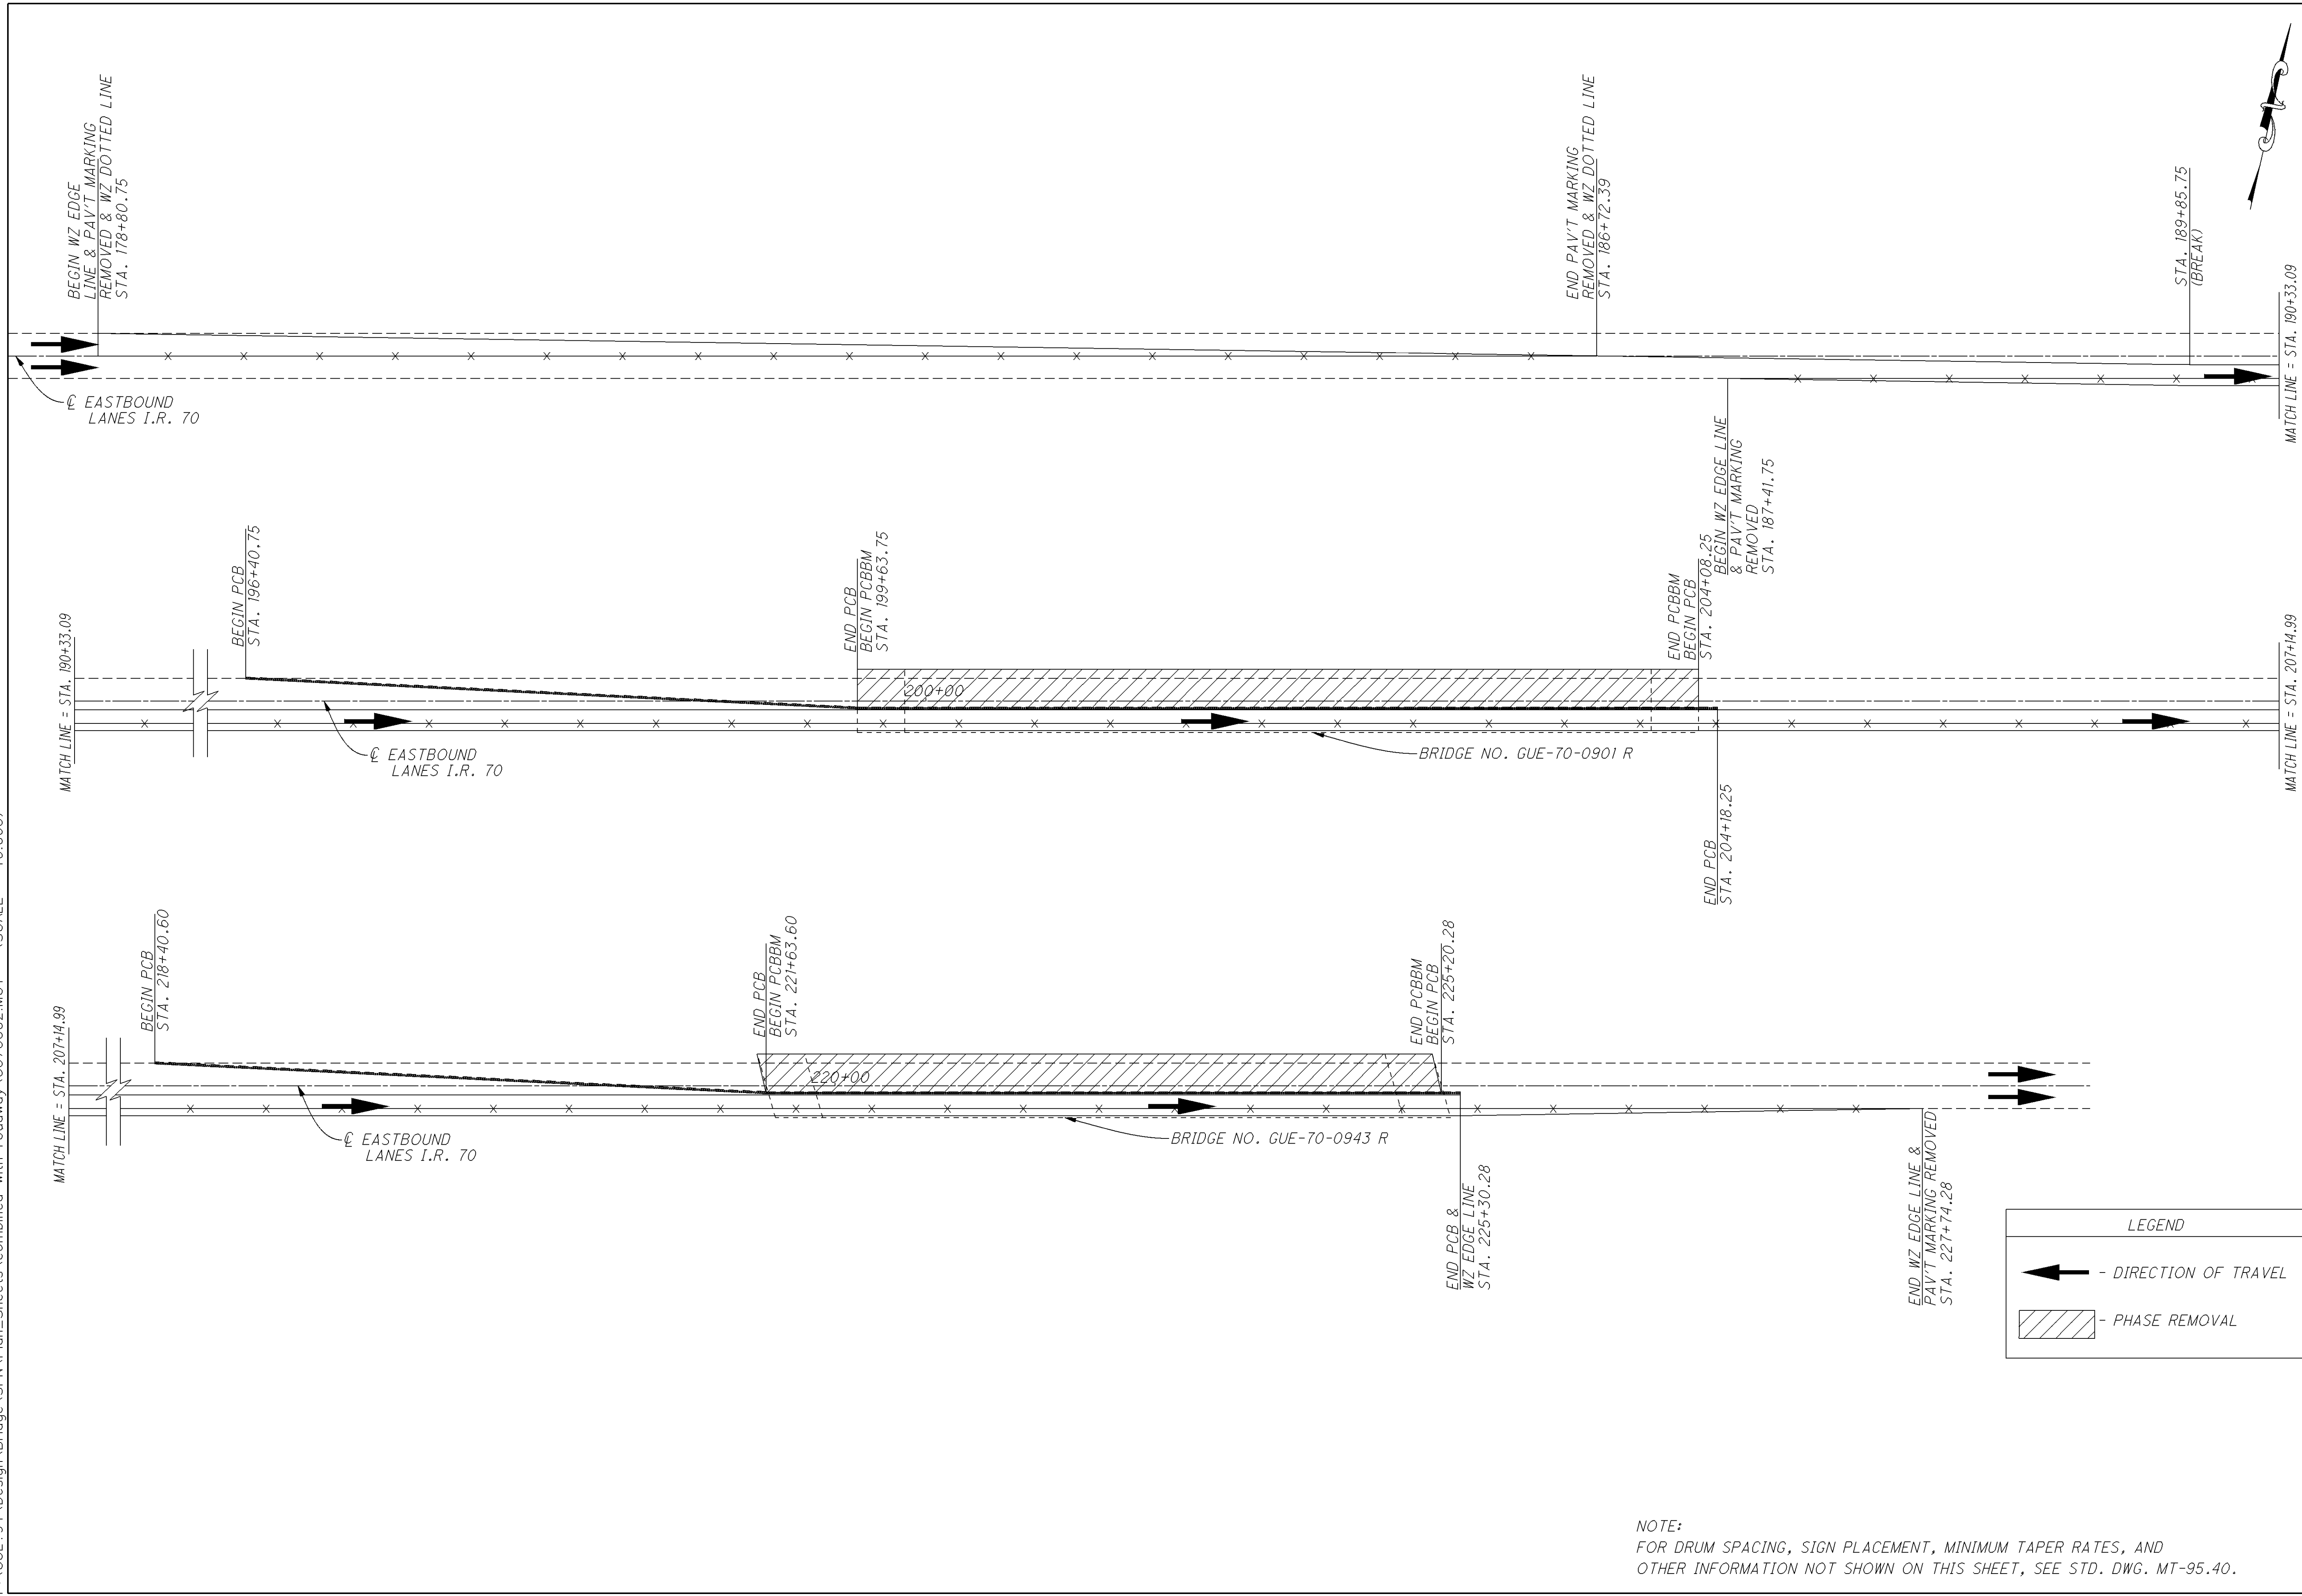 BEGIN WZ EDGE
LINE & PAV'T MARKING
REMOVED & WZ DOTTED LINE
STA. 178+80.75
END PAV'T MARKING
REMOVED & WZ DOTTED LINE
STA. 186+72.39
STA. 189+85.75
(BREAK)
MATCH LINE = STA. 190+33.09
℄ EASTBOUND
LANES I.R. 70
BEGIN WZ EDGE LINE
& PAV'T MARKING
REMOVED
STA. 187+41.75
MATCH LINE = STA. 190+33.09
BEGIN PCB
STA. 196+40.75
END PCB
BEGIN PCBBM
STA. 199+63.75
END PCBBM
BEGIN PCB
STA. 204+08.25
MATCH LINE = STA. 207+14.99
200+00
℄ EASTBOUND
LANES I.R. 70
BRIDGE NO. GUE-70-0901 R
END PCB
STA. 204+18.25
MATCH LINE = STA. 207+14.99
BEGIN PCB
STA. 218+40.60
END PCB
BEGIN PCBBM
STA. 221+63.60
END PCBBM
BEGIN PCB
STA. 225+20.28
220+00
℄ EASTBOUND
LANES I.R. 70
BRIDGE NO. GUE-70-0943 R
END PCB &
WZ EDGE LINE
STA. 225+30.28
END WZ EDGE LINE &
PAV'T MARKING REMOVED
STA. 227+74.28
LEGEND
- DIRECTION OF TRAVEL
- PHASE REMOVAL
NOTE:
FOR DRUM SPACING, SIGN PLACEMENT, MINIMUM TAPER RATES, AND
OTHER INFORMATION NOT SHOWN ON THIS SHEET, SEE STD. DWG. MT-95.40.